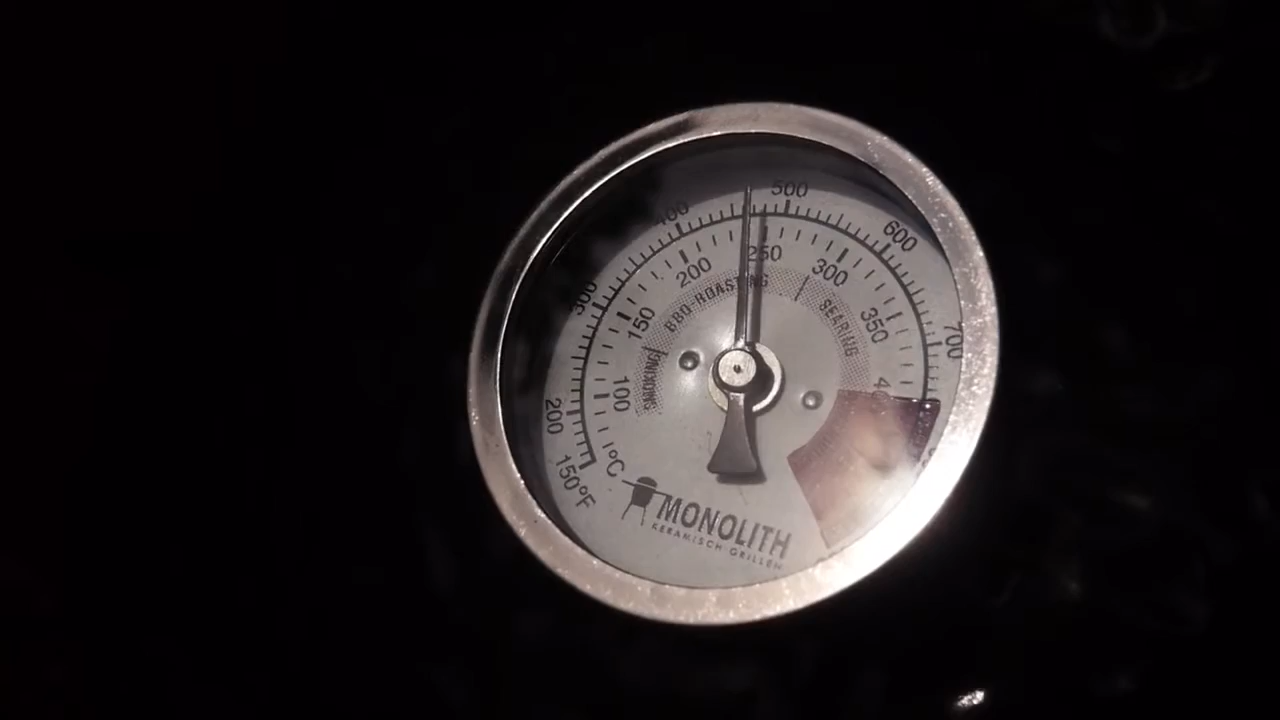 150°F
200
300
400
500
600
700
°C
100
150
200
250
300
350
SMOKING
BBQ-ROASTING
SEARING
MONOLITH
KERAMISCH-GRILLEN